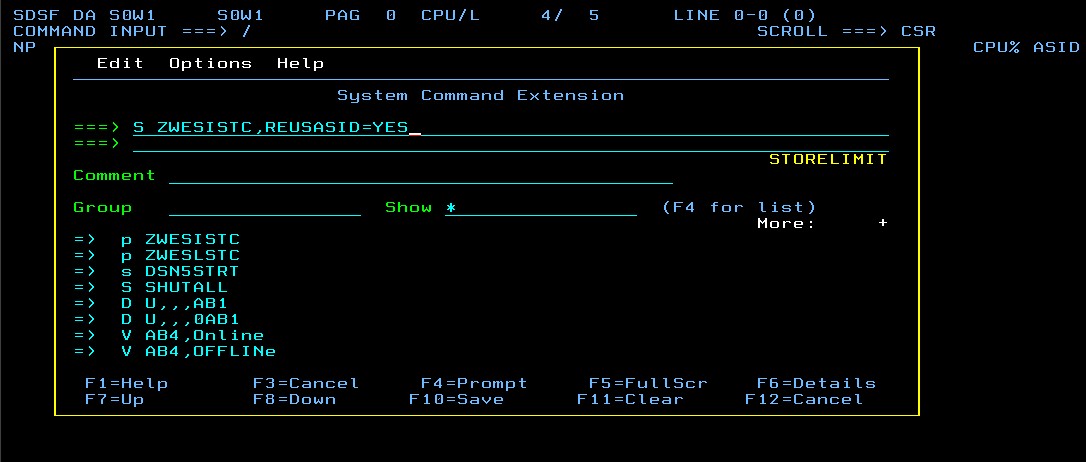 SDSF DA S0W1 S0W1 PAG 0 CPU/L 4/ 5 LINE 0-0 (0)
COMMAND INPUT ===> / SCROLL ===> CSR
NP CPU% ASID
Edit Options Help
System Command Extension
===> S ZWESISTC,REUSASID=YES_
===>
STORELIMIT
Comment
Group Show * (F4 for list)
More: +
=> p ZWESISTC
=> p ZWESLSTC
=> s DSN5STRT
=> S SHUTALL
=> D U,,,AB1
=> D U,,,0AB1
=> V AB4,Online
=> V AB4,OFFLINe
F1=Help F3=Cancel F4=Prompt F5=FullScr F6=Details
F7=Up F8=Down F10=Save F11=Clear F12=Cancel